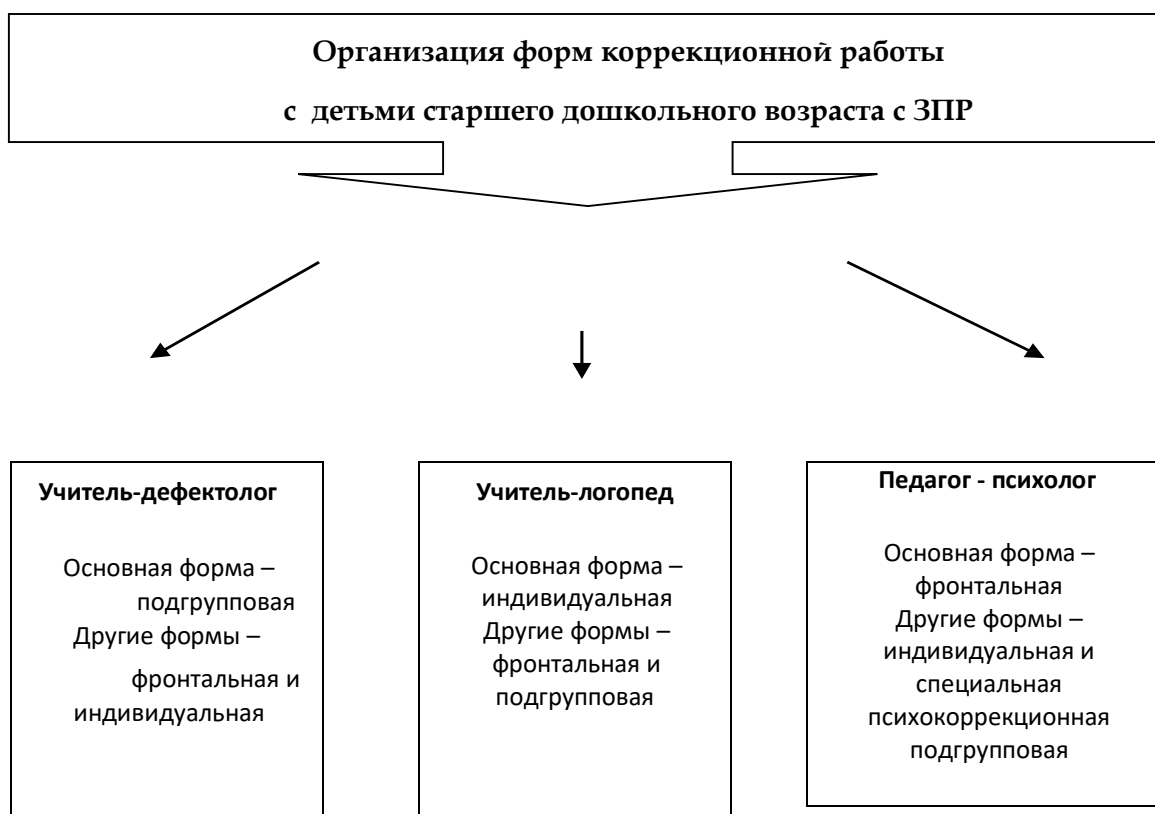 Организация форм коррекционной работы
с детьми старшего дошкольного возраста с ЗПР
Учитель-дефектолог
Основная форма –
подгрупповая
Другие формы –
фронтальная и
индивидуальная
Учитель-логопед
Основная форма –
индивидуальная
Другие формы –
фронтальная и
подгрупповая
Педагог - психолог
Основная форма –
фронтальная
Другие формы –
индивидуальная и
специальная
психокоррекционная
подгрупповая